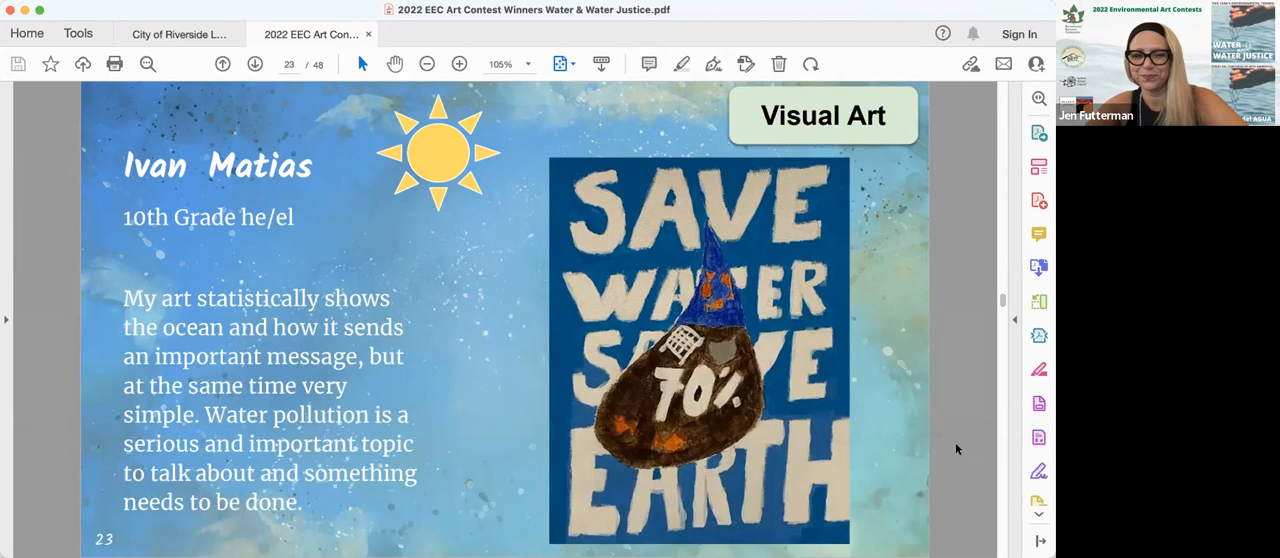 2022 EEC Art Contest Winners Water & Water Justice.pdf
Home
Tools
City of Riverside L...
2022 EEC Art Con...
Sign In
23 / 48
105%
Visual Art
Ivan Matias
10th Grade he/el
My art statistically shows
the ocean and how it sends
an important message, but
at the same time very
simple. Water pollution is a
serious and important topic
to talk about and something
needs to be done.
23
SAVE
WATER
SAVE
70%
EARTH
2022 Environmental Art Contests
WATER
WATER JUSTICE
del AGUA
Jen Futterman